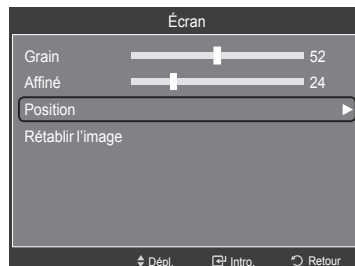 Écran
Grain 52
Affiné 24
Position
Rétablir l'image
Dépl. Intro. Retour